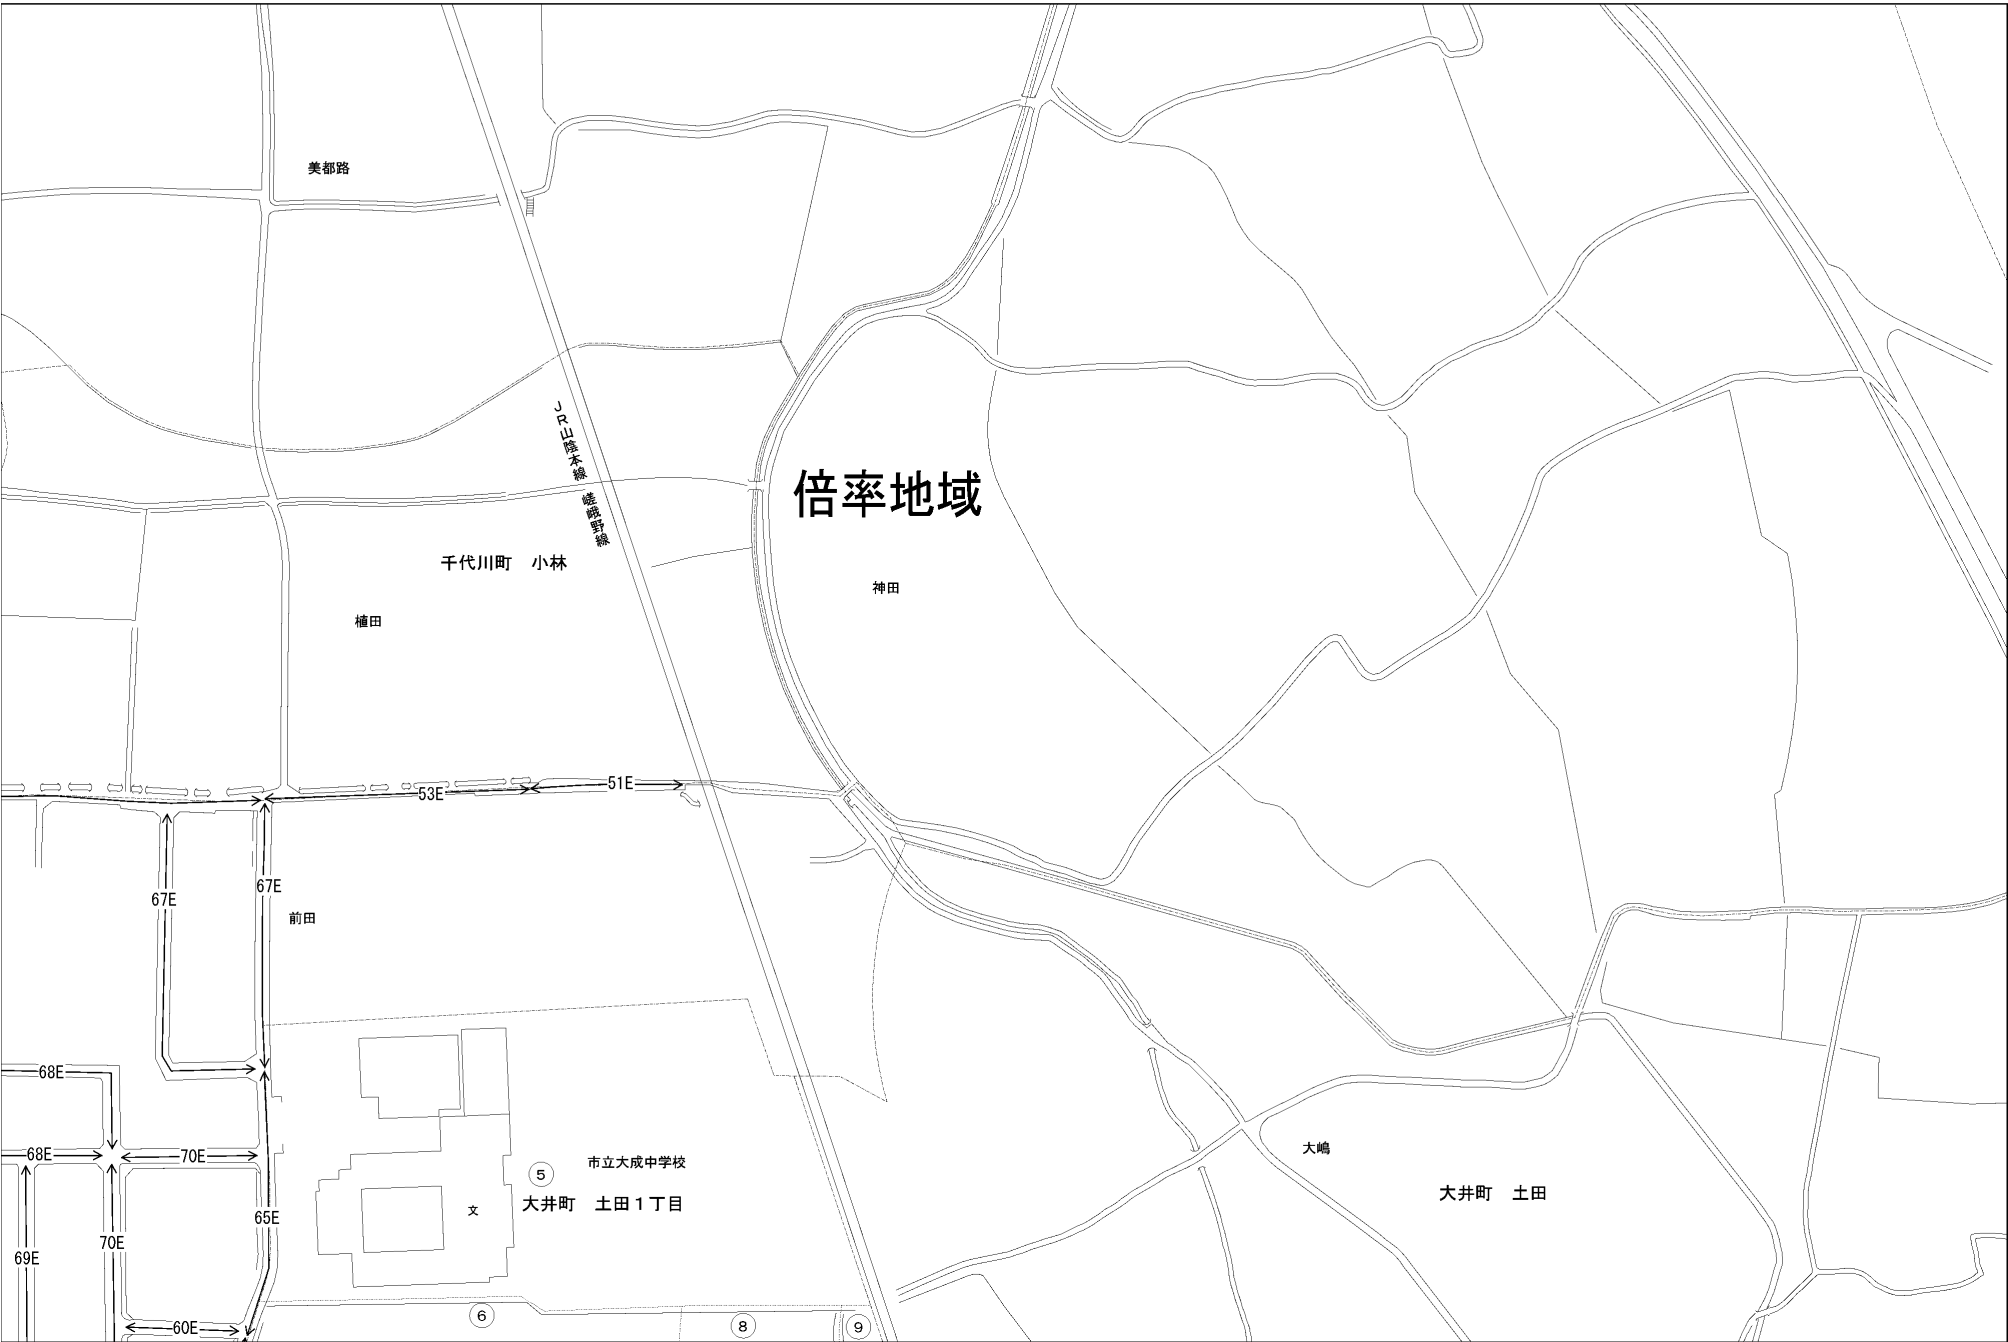 美都路
JR山陰本線 嵯峨野線
倍率地域
千代川町 小林
神田
植田
51E
53E
67E
67E
前田
68E
68E
70E
大嶋
市立大成中学校
⑤
大井町 土田1丁目
文
大井町 土田
65E
70E
69E
⑥
⑧
⑨
60E